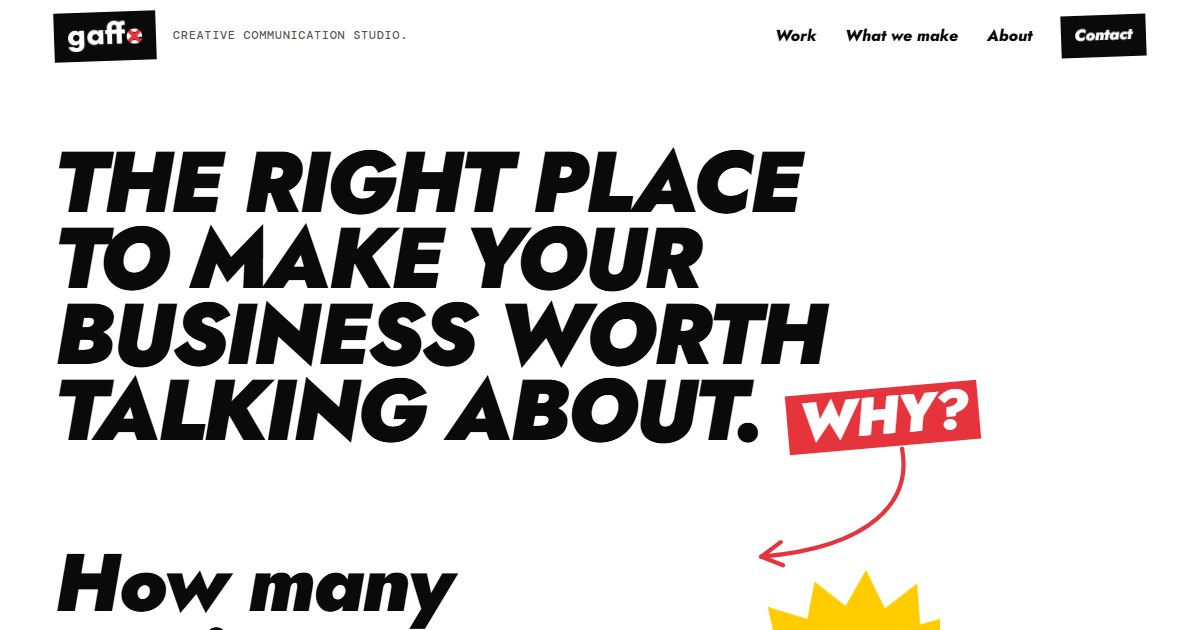 gaffe
CREATIVE COMMUNICATION STUDIO.
Work
What we make
About
Contact
THE RIGHT PLACE
TO MAKE YOUR
BUSINESS WORTH
TALKING ABOUT. WHY?
How many